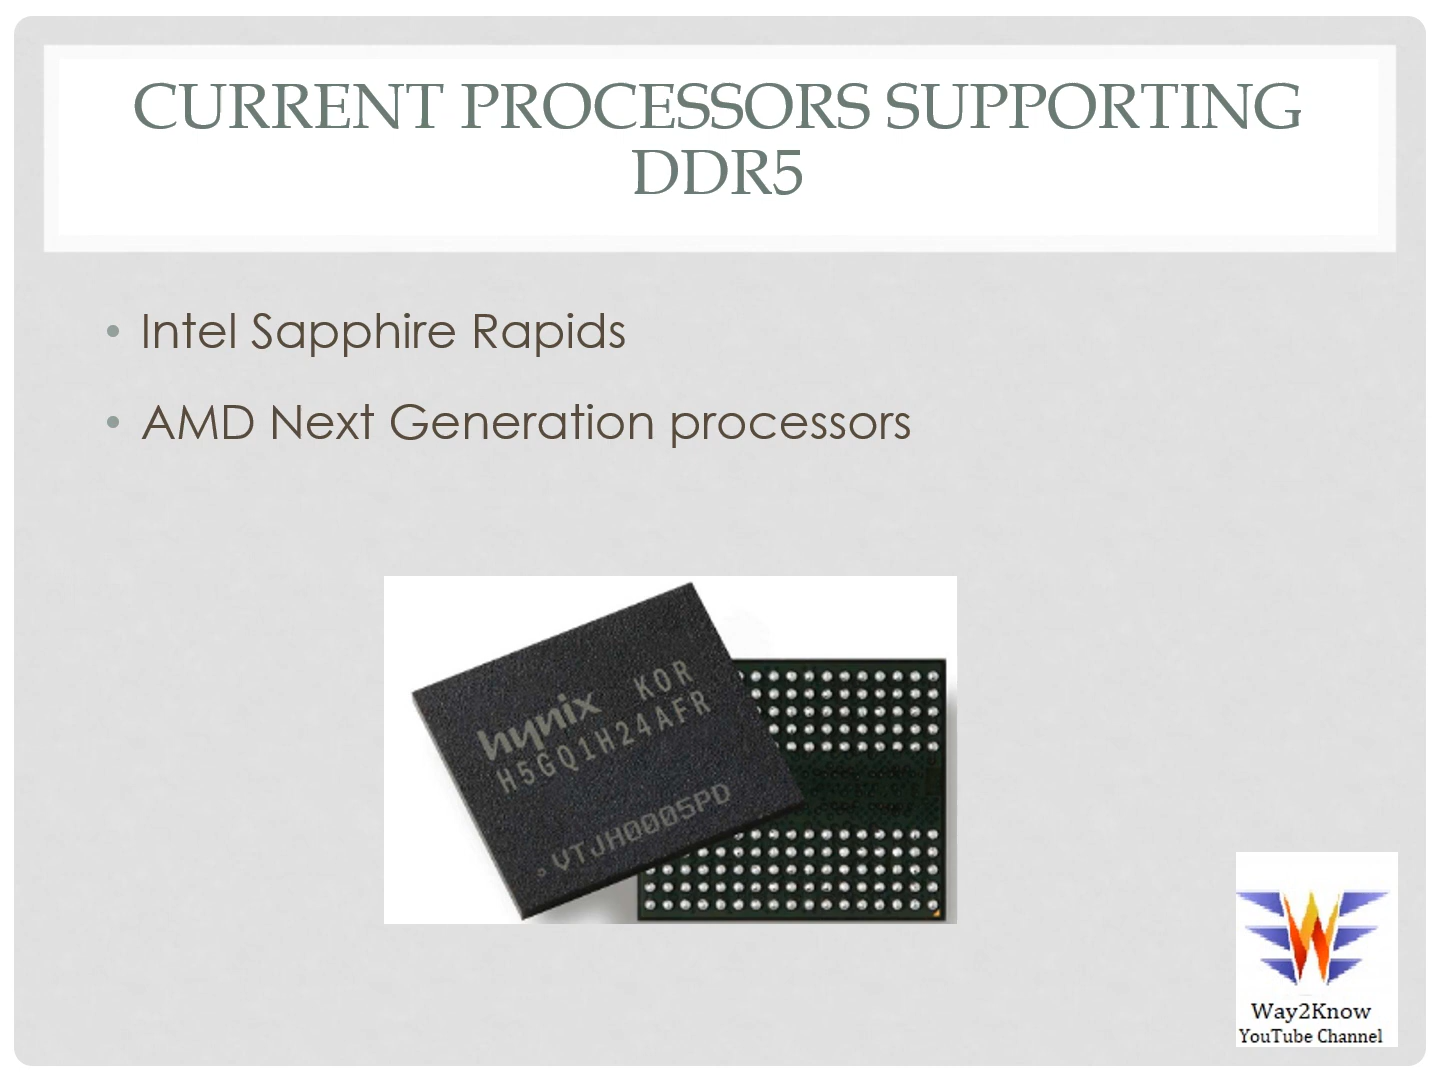 CURRENT PROCESSORS SUPPORTING
DDR5
• Intel Sapphire Rapids
• AMD Next Generation processors
hynix KOR
H5GQ1H24AFR
VTJH0005PD
Way2Know
YouTube Channel